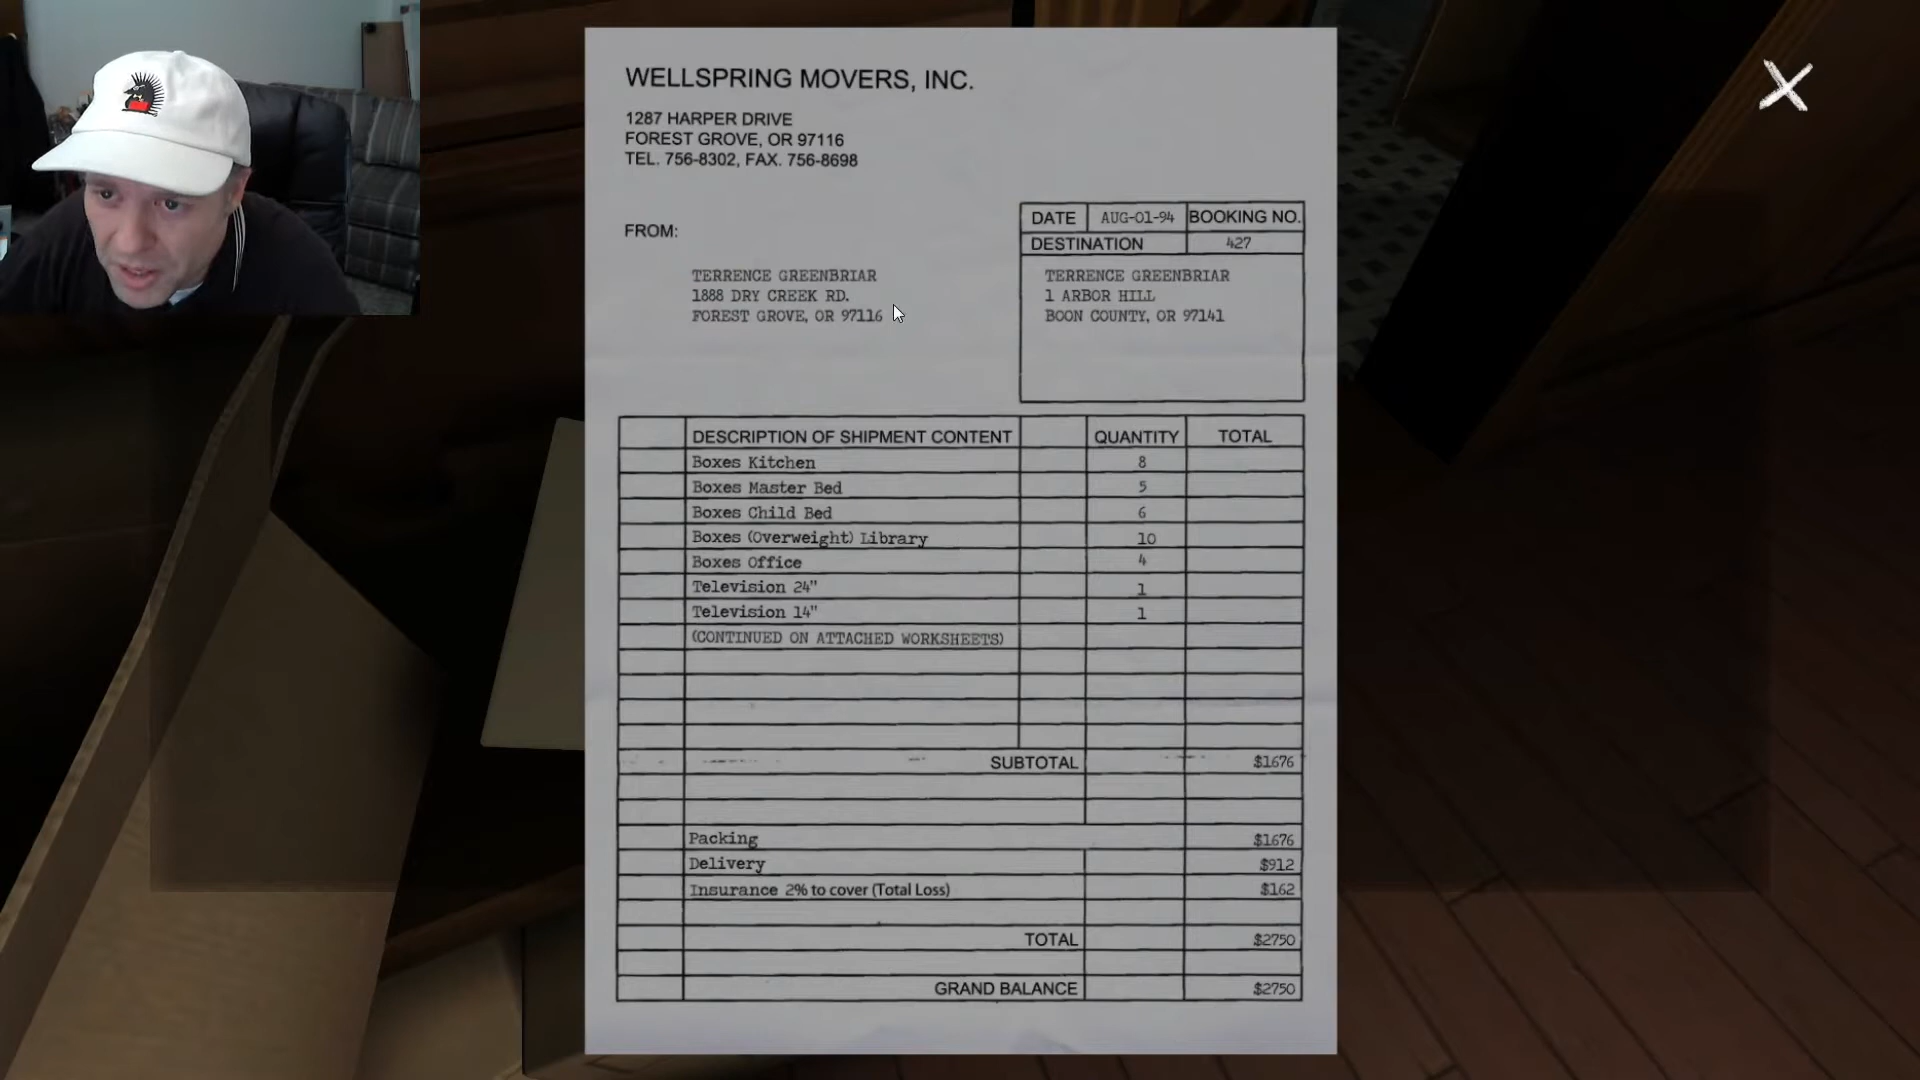 WELLSPRING MOVERS, INC.
1287 HARPER DRIVE
FOREST GROVE, OR 97116
TEL. 756-8302, FAX. 756-8698
DATE AUG-01-94 BOOKING NO.
DESTINATION 427
FROM:
TERRENCE GREENBRIAR
1888 DRY CREEK RD.
FOREST GROVE, OR 97116
TERRENCE GREENBRIAR
1 ARBOR HILL
BOON COUNTY, OR 97141
DESCRIPTION OF SHIPMENT CONTENT QUANTITY TOTAL
Boxes Kitchen 8
Boxes Master Bed 5
Boxes Child Bed 6
Boxes (Overweight) Library 10
Boxes Office 4
Television 24" 1
Television 14" 1
(CONTINUED ON ATTACHED WORKSHEETS)
SUBTOTAL $1676
Packing $1676
Delivery $912
Insurance 2% to cover (Total Loss) $162
TOTAL $2750
GRAND BALANCE $2750